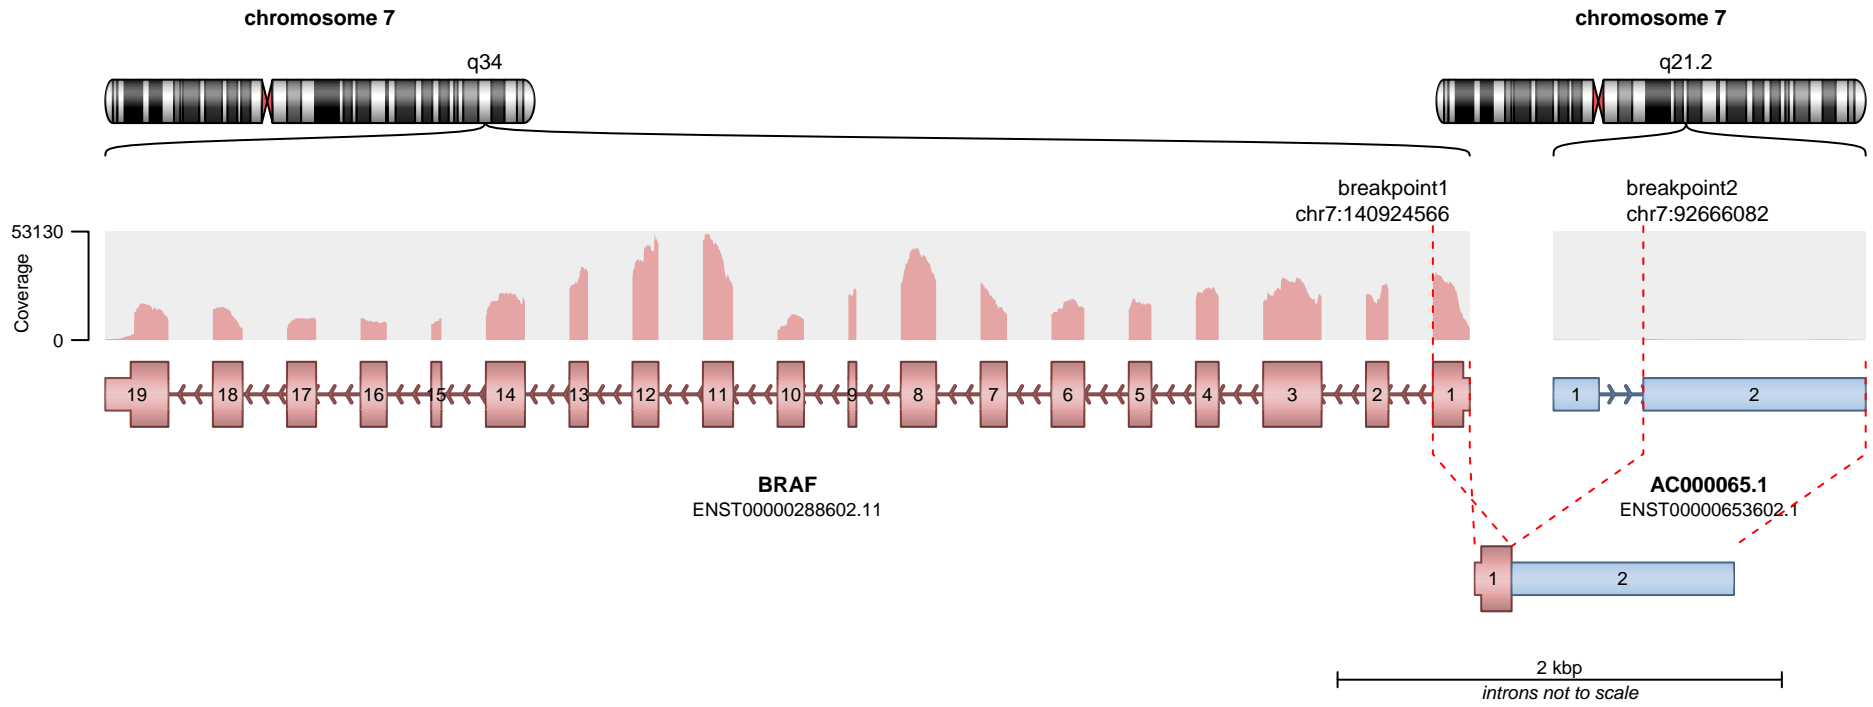 chromosome 7
chromosome 7
q34
q21.2
breakpoint1
chr7:140924566
breakpoint2
chr7:92666082
53130
Coverage
0
19 18 17 16 15 14 13 12 11 10 9 8 7 6 5 4 3 2 1
1 2
BRAF
ENST00000288602.11
AC000065.1
ENST00000653602.1
1 2
2 kbp
introns not to scale